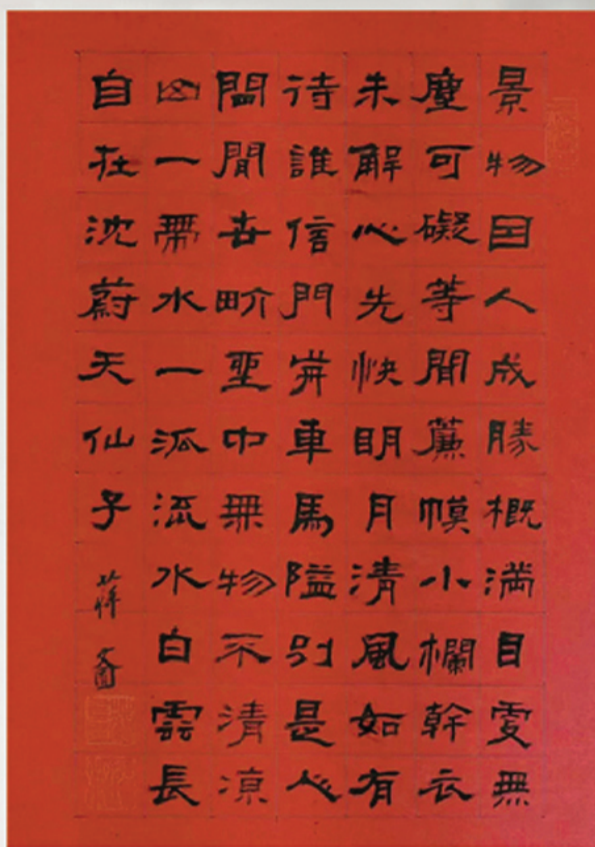 景物因人成勝概満目更無
塵可礙等閒簾幙小欄幹衣
未解心先快明月清風如有
待誰信門前車馬隘別是人
間閒世界坐中無物不清涼
山一帶水一派流水白雲長
自在沈蔚天仙子